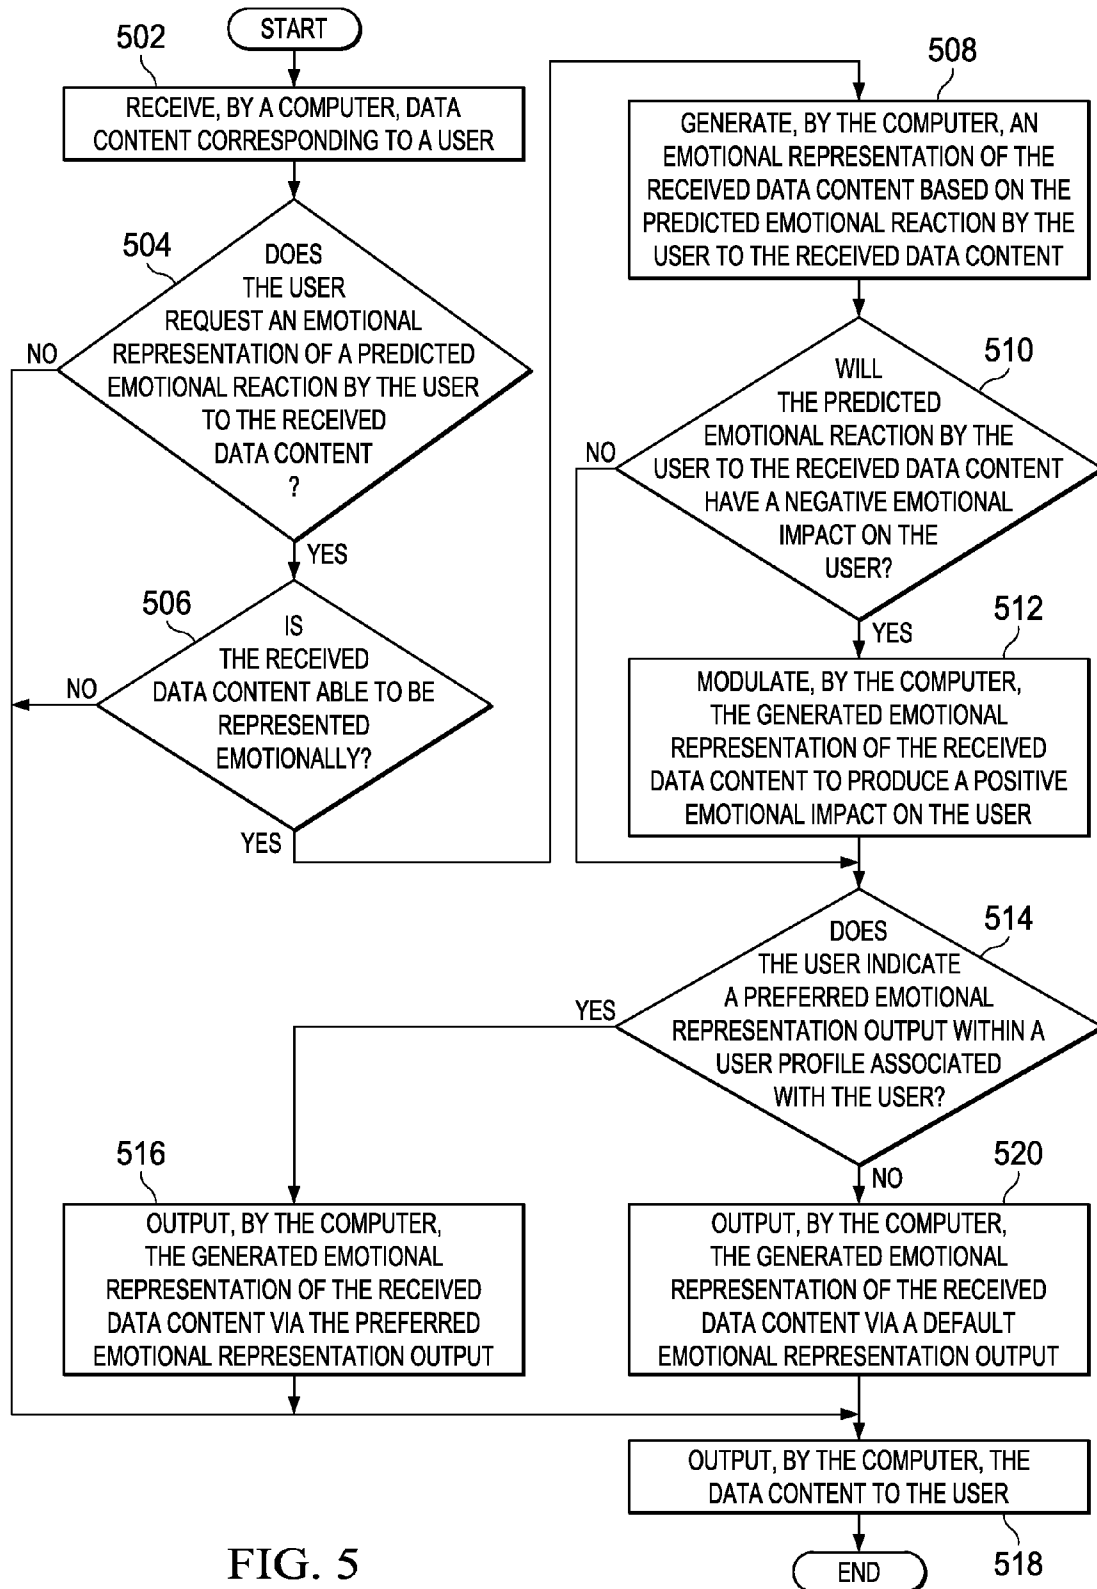 START
502
RECEIVE, BY A COMPUTER, DATA
CONTENT CORRESPONDING TO A USER
504
DOES
THE USER
REQUEST AN EMOTIONAL
REPRESENTATION OF A PREDICTED
EMOTIONAL REACTION BY THE USER
TO THE RECEIVED
DATA CONTENT
?
NO
YES
506
IS
THE RECEIVED
DATA CONTENT ABLE TO BE
REPRESENTED
EMOTIONALLY?
NO
YES
508
GENERATE, BY THE COMPUTER, AN
EMOTIONAL REPRESENTATION OF THE
RECEIVED DATA CONTENT BASED ON THE
PREDICTED EMOTIONAL REACTION BY THE
USER TO THE RECEIVED DATA CONTENT
510
WILL
THE PREDICTED
EMOTIONAL REACTION BY THE
USER TO THE RECEIVED DATA CONTENT
HAVE A NEGATIVE EMOTIONAL
IMPACT ON THE
USER?
NO
YES
512
MODULATE, BY THE COMPUTER,
THE GENERATED EMOTIONAL
REPRESENTATION OF THE RECEIVED
DATA CONTENT TO PRODUCE A POSITIVE
EMOTIONAL IMPACT ON THE USER
514
DOES
THE USER INDICATE
A PREFERRED EMOTIONAL
REPRESENTATION OUTPUT WITHIN A
USER PROFILE ASSOCIATED
WITH THE USER?
YES
NO
516
OUTPUT, BY THE COMPUTER,
THE GENERATED EMOTIONAL
REPRESENTATION OF THE RECEIVED
DATA CONTENT VIA THE PREFERRED
EMOTIONAL REPRESENTATION OUTPUT
520
OUTPUT, BY THE COMPUTER,
THE GENERATED EMOTIONAL
REPRESENTATION OF THE RECEIVED
DATA CONTENT VIA A DEFAULT
EMOTIONAL REPRESENTATION OUTPUT
OUTPUT, BY THE COMPUTER, THE
DATA CONTENT TO THE USER
518
END
FIG. 5